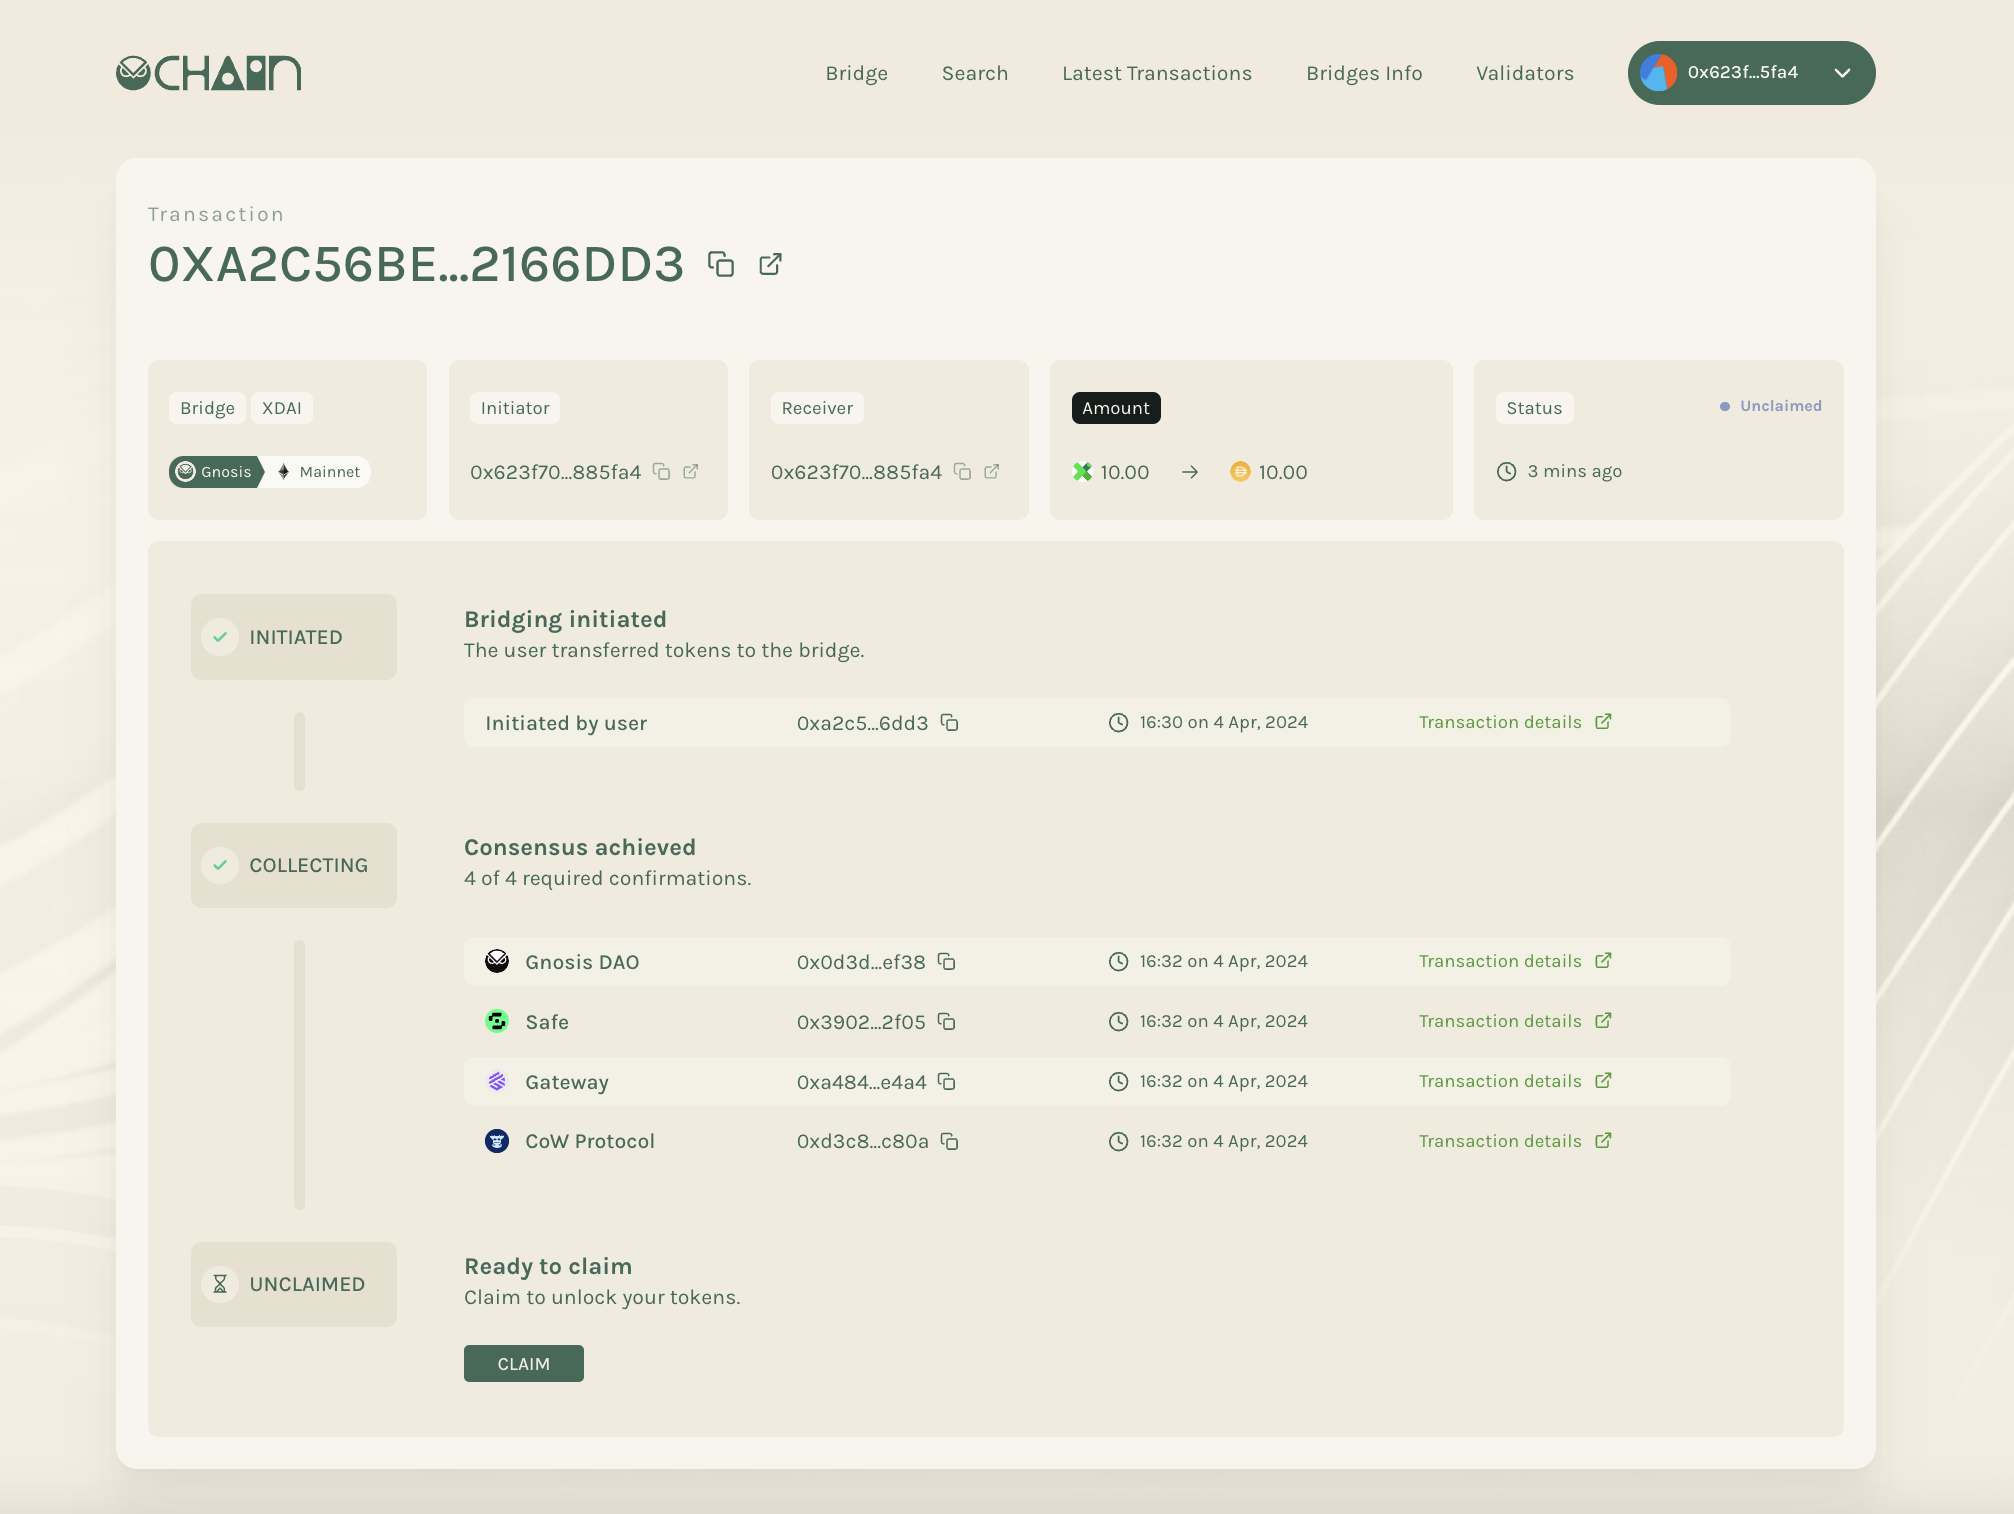 CHAIN
Bridge Search Latest Transactions Bridges Info Validators 0x623f...5fa4
Transaction
0XA2C56BE...2166DD3
Bridge XDAI
Gnosis Mainnet
Initiator
0x623f70...885fa4
Receiver
0x623f70...885fa4
Amount
10.00 → 10.00
Status Unclaimed
3 mins ago
INITIATED
Bridging initiated
The user transferred tokens to the bridge.
Initiated by user 0xa2c5...6dd3 16:30 on 4 Apr, 2024 Transaction details
COLLECTING
Consensus achieved
4 of 4 required confirmations.
Gnosis DAO 0x0d3d...ef38 16:32 on 4 Apr, 2024 Transaction details
Safe 0x3902...2f05 16:32 on 4 Apr, 2024 Transaction details
Gateway 0xa484...e4a4 16:32 on 4 Apr, 2024 Transaction details
CoW Protocol 0xd3c8...c80a 16:32 on 4 Apr, 2024 Transaction details
UNCLAIMED
Ready to claim
Claim to unlock your tokens.
CLAIM